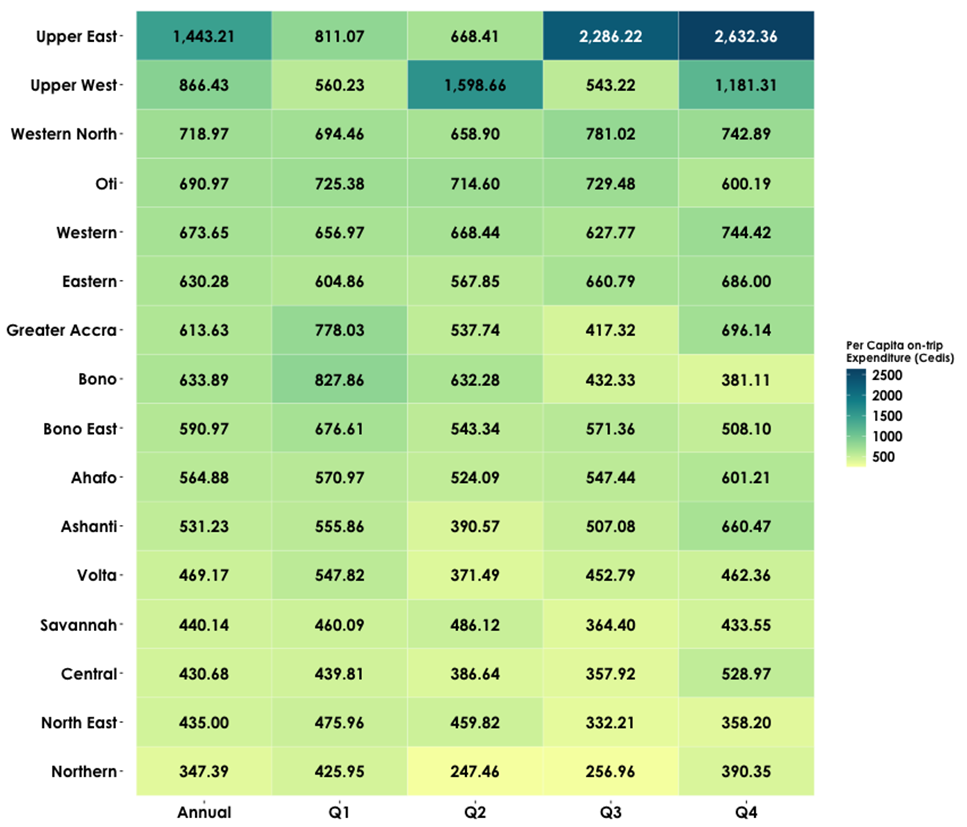 Upper East 1,443.21 811.07 668.41 2,286.22 2,632.36
Upper West 866.43 560.23 1,598.66 543.22 1,181.31
Western North 718.97 694.46 658.90 781.02 742.89
Oti 690.97 725.38 714.60 729.48 600.19
Western 673.65 656.97 668.44 627.77 744.42
Eastern 630.28 604.86 567.85 660.79 686.00
Greater Accra 613.63 778.03 537.74 417.32 696.14
Bono 633.89 827.86 632.28 432.33 381.11
Bono East 590.97 676.61 543.34 571.36 508.10
Ahafo 564.88 570.97 524.09 547.44 601.21
Ashanti 531.23 555.86 390.57 507.08 660.47
Volta 469.17 547.82 371.49 452.79 462.36
Savannah 440.14 460.09 486.12 364.40 433.55
Central 430.68 439.81 386.64 357.92 528.97
North East 435.00 475.96 459.82 332.21 358.20
Northern 347.39 425.95 247.46 256.96 390.35
Annual Q1 Q2 Q3 Q4
Per Capita on-trip
Expenditure (Cedis)
2500
2000
1500
1000
500